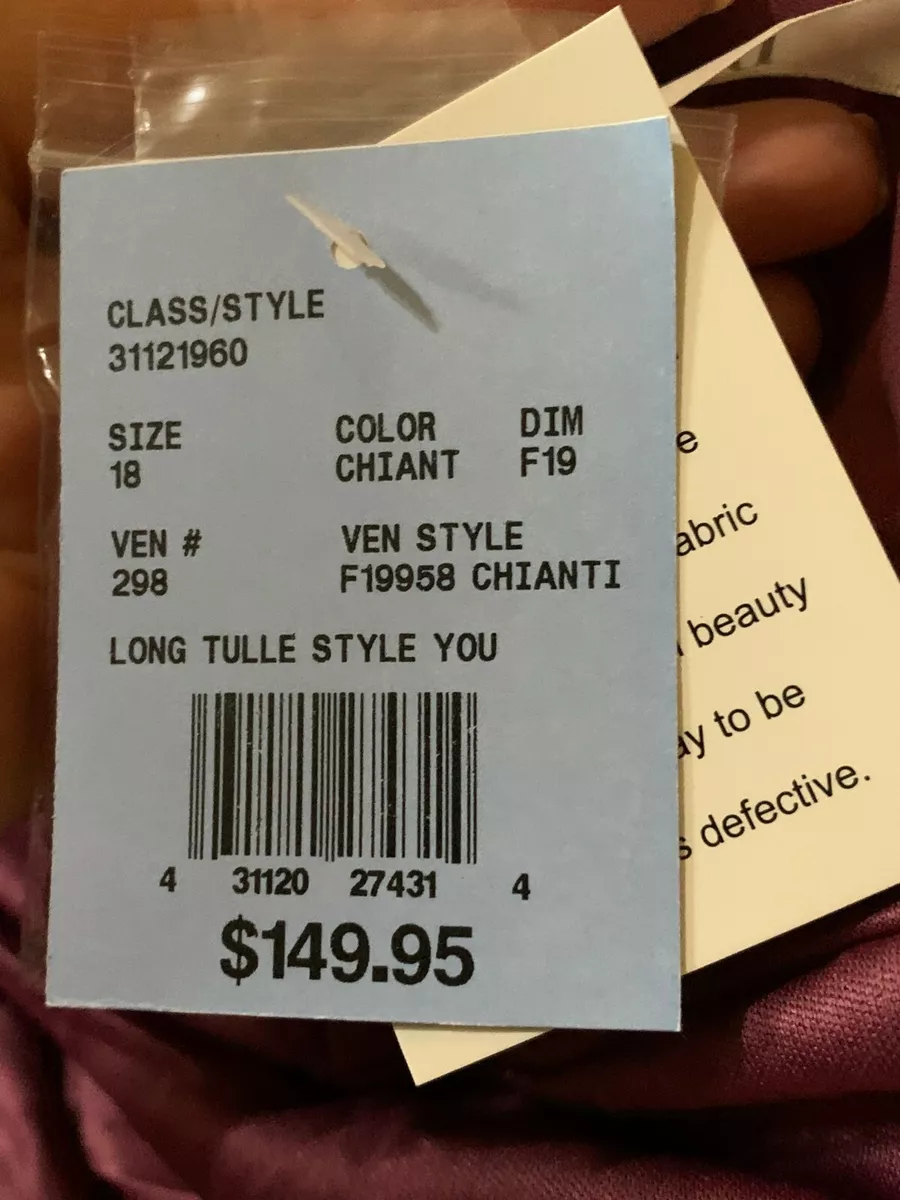 CLASS/STYLE
31121960
SIZE COLOR DIM
18 CHIANT F19
VEN # VEN STYLE
298 F19958 CHIANTI
LONG TULLE STYLE YOU
4 31120 27431 4
$149.95
e
abric
beauty
ay to be
s defective.